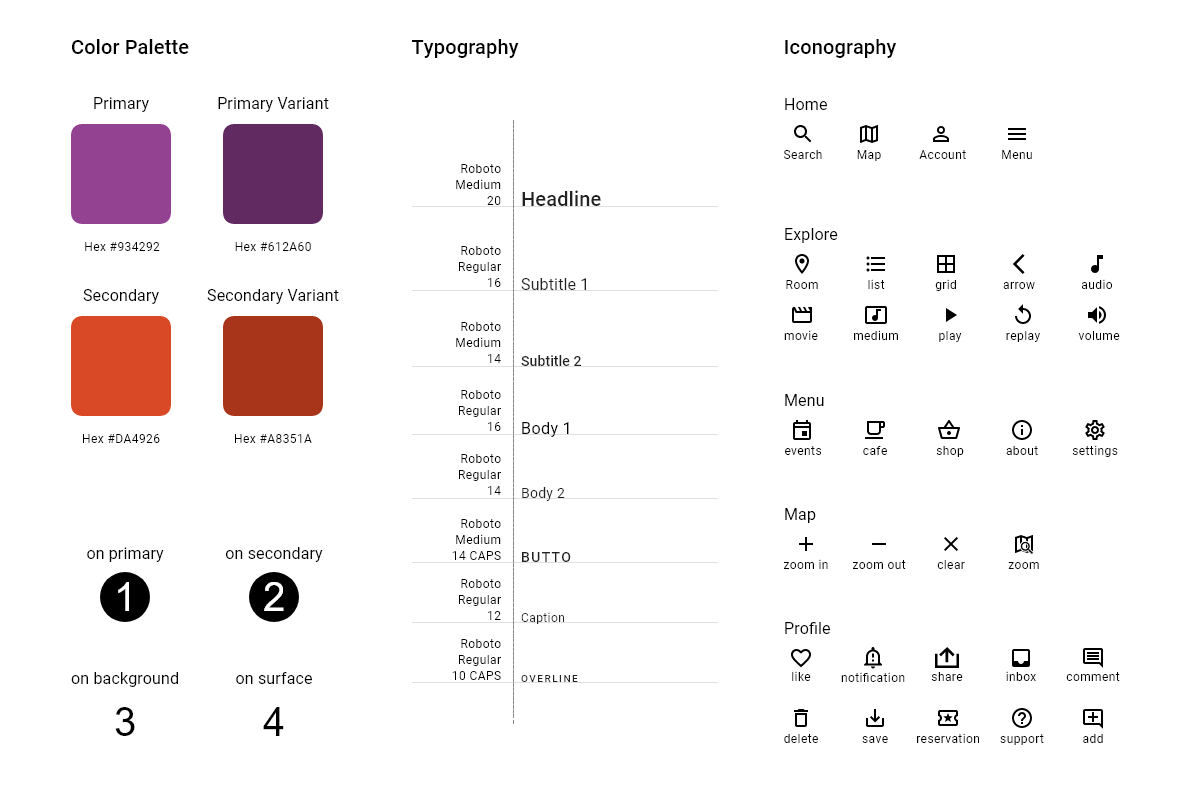 Color Palette
Primary
Primary Variant
Hex #934292
Hex #612A60
Secondary
Secondary Variant
Hex #DA4926
Hex #A8351A
on primary
on secondary
1
2
on background
on surface
3
4
Typography
Roboto
Medium
20
Headline
Roboto
Regular
16
Subtitle 1
Roboto
Medium
14
Subtitle 2
Roboto
Regular
16
Body 1
Roboto
Regular
14
Body 2
Roboto
Medium
14 CAPS
BUTTO
Roboto
Regular
12
Caption
Roboto
Regular
10 CAPS
OVERLINE
Iconography
Home
Search Map Account Menu
Explore
Room list grid arrow audio
movie medium play replay volume
Menu
events cafe shop about settings
Map
zoom in zoom out clear zoom
Profile
like notification share inbox comment
delete save reservation support add